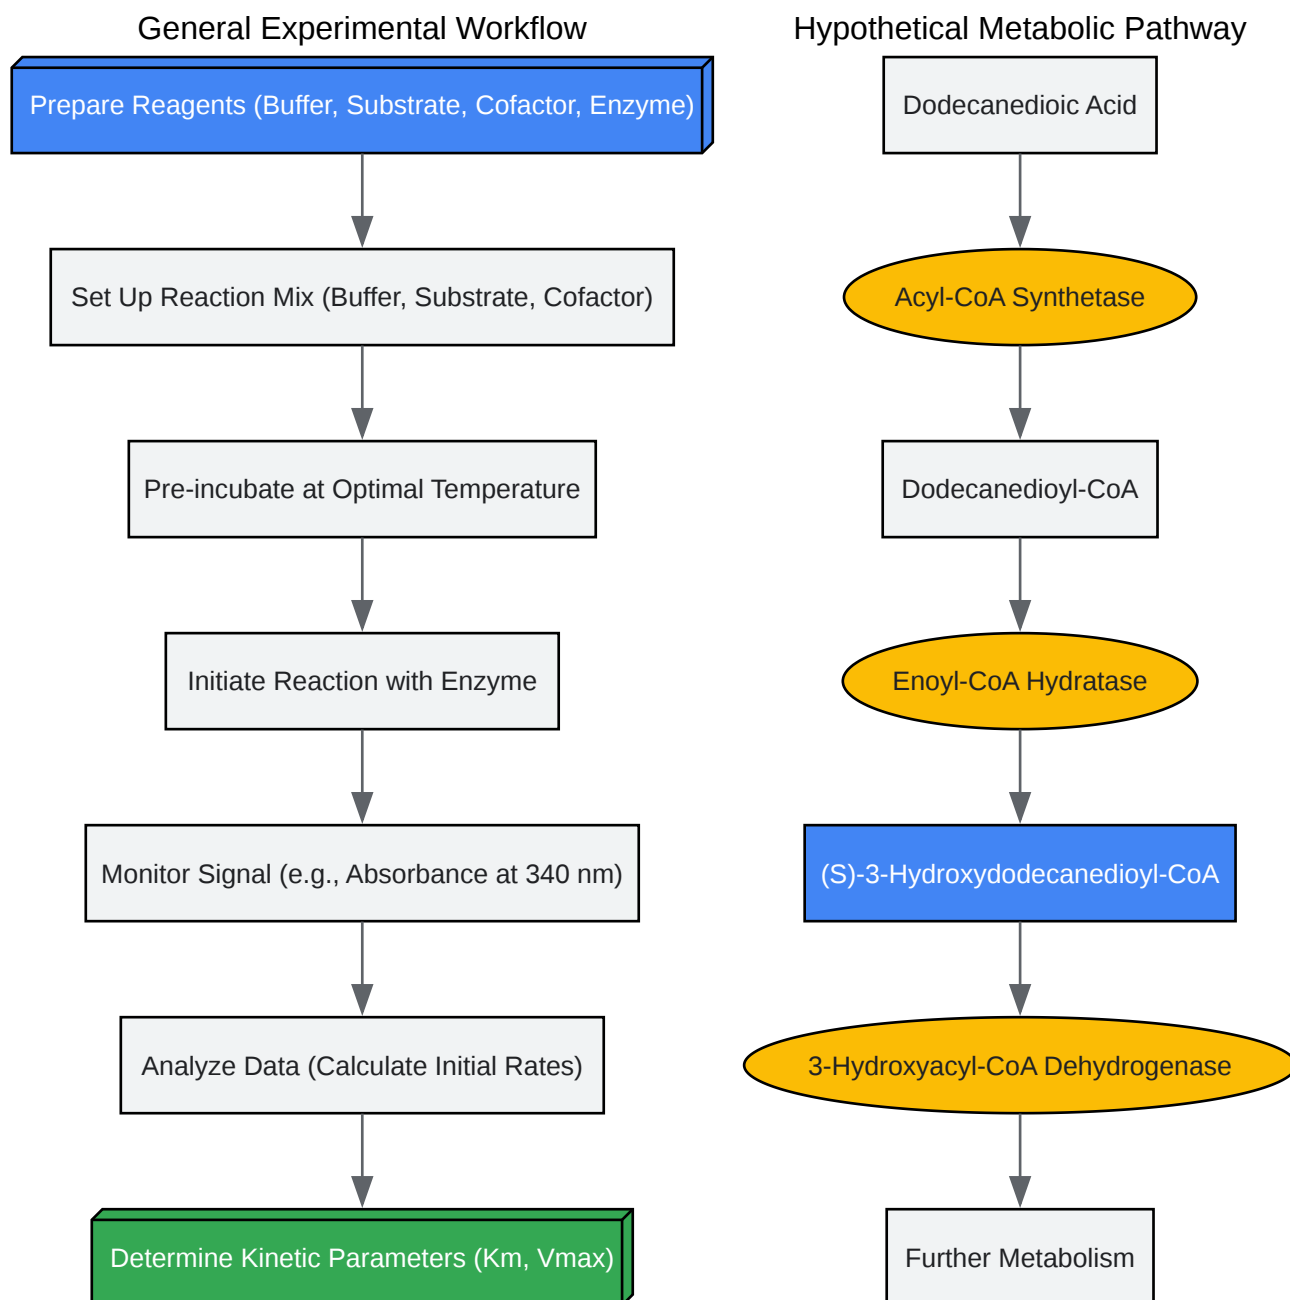 General Experimental Workflow
Prepare Reagents (Buffer, Substrate, Cofactor, Enzyme)
Set Up Reaction Mix (Buffer, Substrate, Cofactor)
Pre-incubate at Optimal Temperature
Initiate Reaction with Enzyme
Monitor Signal (e.g., Absorbance at 340 nm)
Analyze Data (Calculate Initial Rates)
Determine Kinetic Parameters (Km, Vmax)
Hypothetical Metabolic Pathway
Dodecanedioic Acid
Acyl-CoA Synthetase
Dodecanedioyl-CoA
Enoyl-CoA Hydratase
(S)-3-Hydroxydodecanedioyl-CoA
3-Hydroxyacyl-CoA Dehydrogenase
Further Metabolism